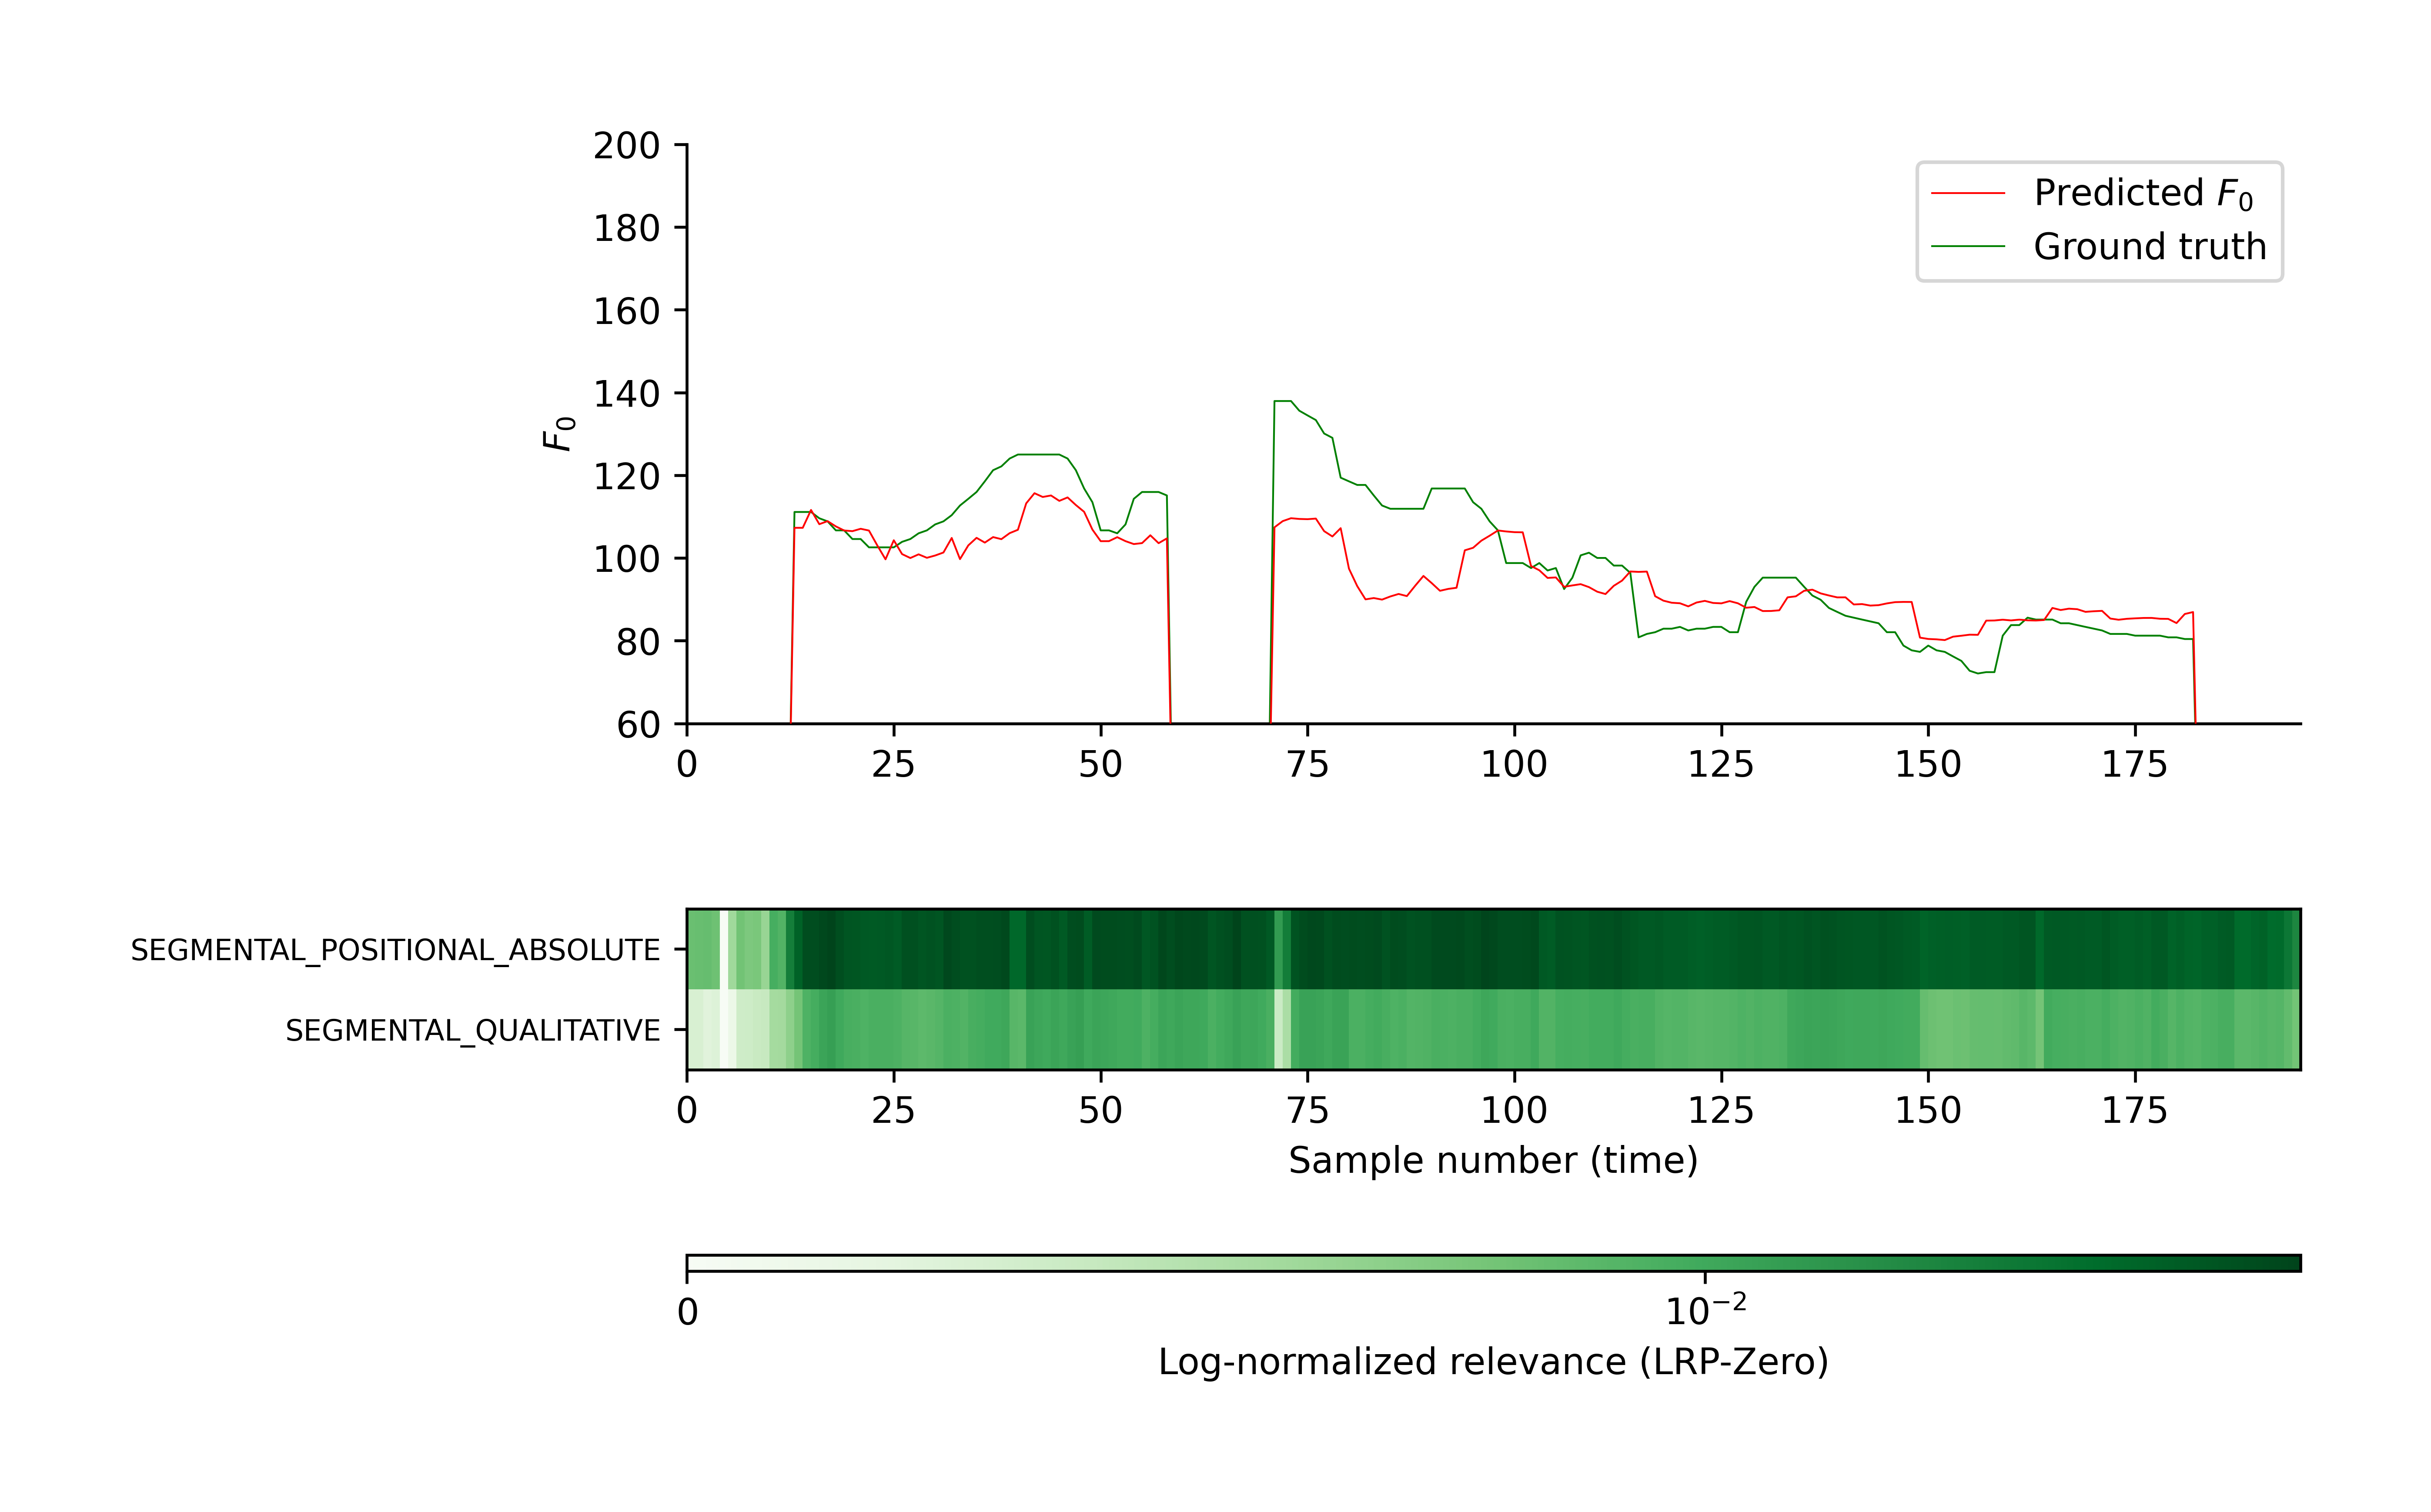 200
180
160
140
120
100
80
60
F0
Predicted F0
Ground truth
0 25 50 75 100 125 150 175
SEGMENTAL_POSITIONAL_ABSOLUTE
SEGMENTAL_QUALITATIVE
0 25 50 75 100 125 150 175
Sample number (time)
0 10−2
Log-normalized relevance (LRP-Zero)